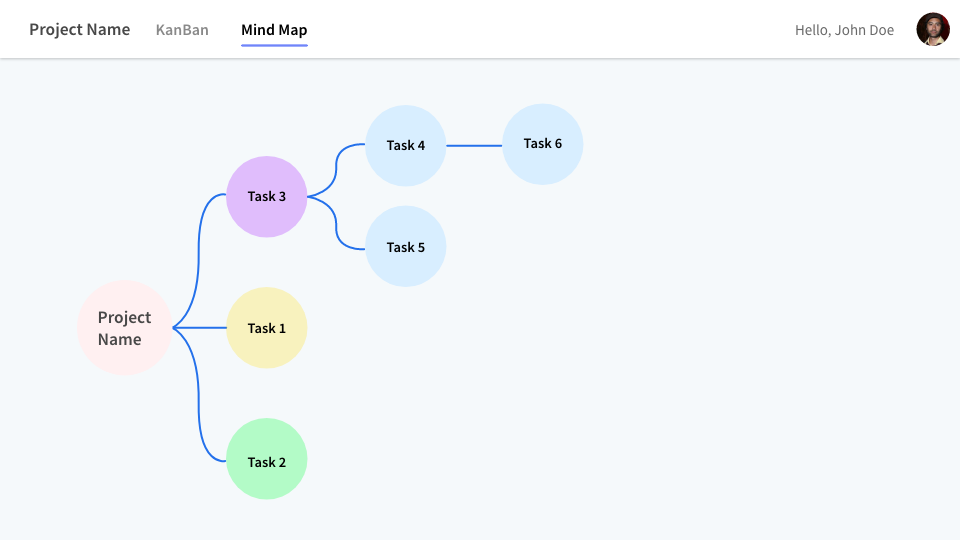 Project Name
KanBan
Mind Map
Hello, John Doe
Task 4
Task 6
Task 3
Task 5
Project
Name
Task 1
Task 2